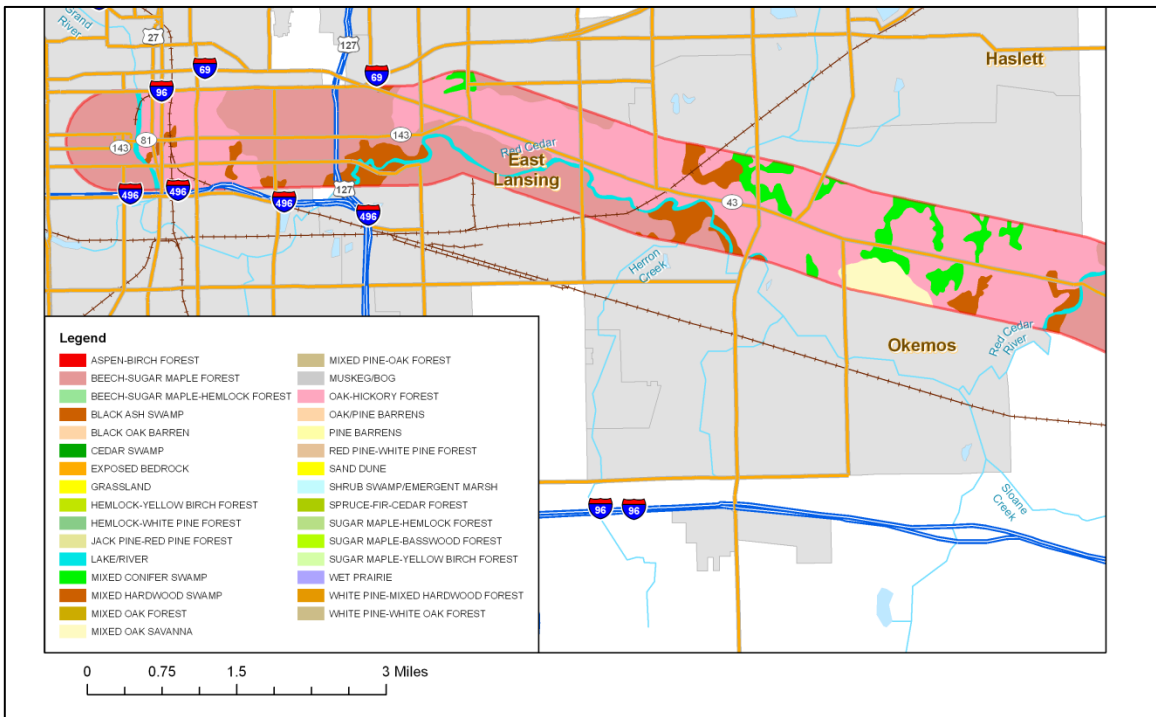 Grand
River
27
127
69
69
96
Haslett
143
81
143
Red Cedar
East
Lansing
496
496
496
127
496
43
Herron
Creek
Okemos
Red Cedar
River
Sloane
Creek
96
96
Legend
ASPEN-BIRCH FOREST
BEECH-SUGAR MAPLE FOREST
BEECH-SUGAR MAPLE-HEMLOCK FOREST
BLACK ASH SWAMP
BLACK OAK BARREN
CEDAR SWAMP
EXPOSED BEDROCK
GRASSLAND
HEMLOCK-YELLOW BIRCH FOREST
HEMLOCK-WHITE PINE FOREST
JACK PINE-RED PINE FOREST
LAKE/RIVER
MIXED CONIFER SWAMP
MIXED HARDWOOD SWAMP
MIXED OAK FOREST
MIXED OAK SAVANNA
MIXED PINE-OAK FOREST
MUSKEG/BOG
OAK-HICKORY FOREST
OAK/PINE BARRENS
PINE BARRENS
RED PINE-WHITE PINE FOREST
SAND DUNE
SHRUB SWAMP/EMERGENT MARSH
SPRUCE-FIR-CEDAR FOREST
SUGAR MAPLE-HEMLOCK FOREST
SUGAR MAPLE-BASSWOOD FOREST
SUGAR MAPLE-YELLOW BIRCH FOREST
WET PRAIRIE
WHITE PINE-MIXED HARDWOOD FOREST
WHITE PINE-WHITE OAK FOREST
0 0.75 1.5 3 Miles